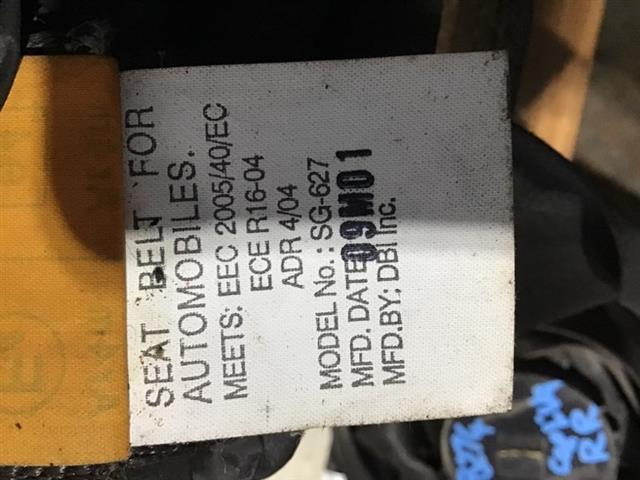 SEAT BELT FOR
AUTOMOBILES.
MEETS: EEC 2005/40/EC
ECE R16-04
ADR 4/04
MODEL No.: SG-627
MFD. DATE 09M01
MFD.BY: DBI Inc.
RR